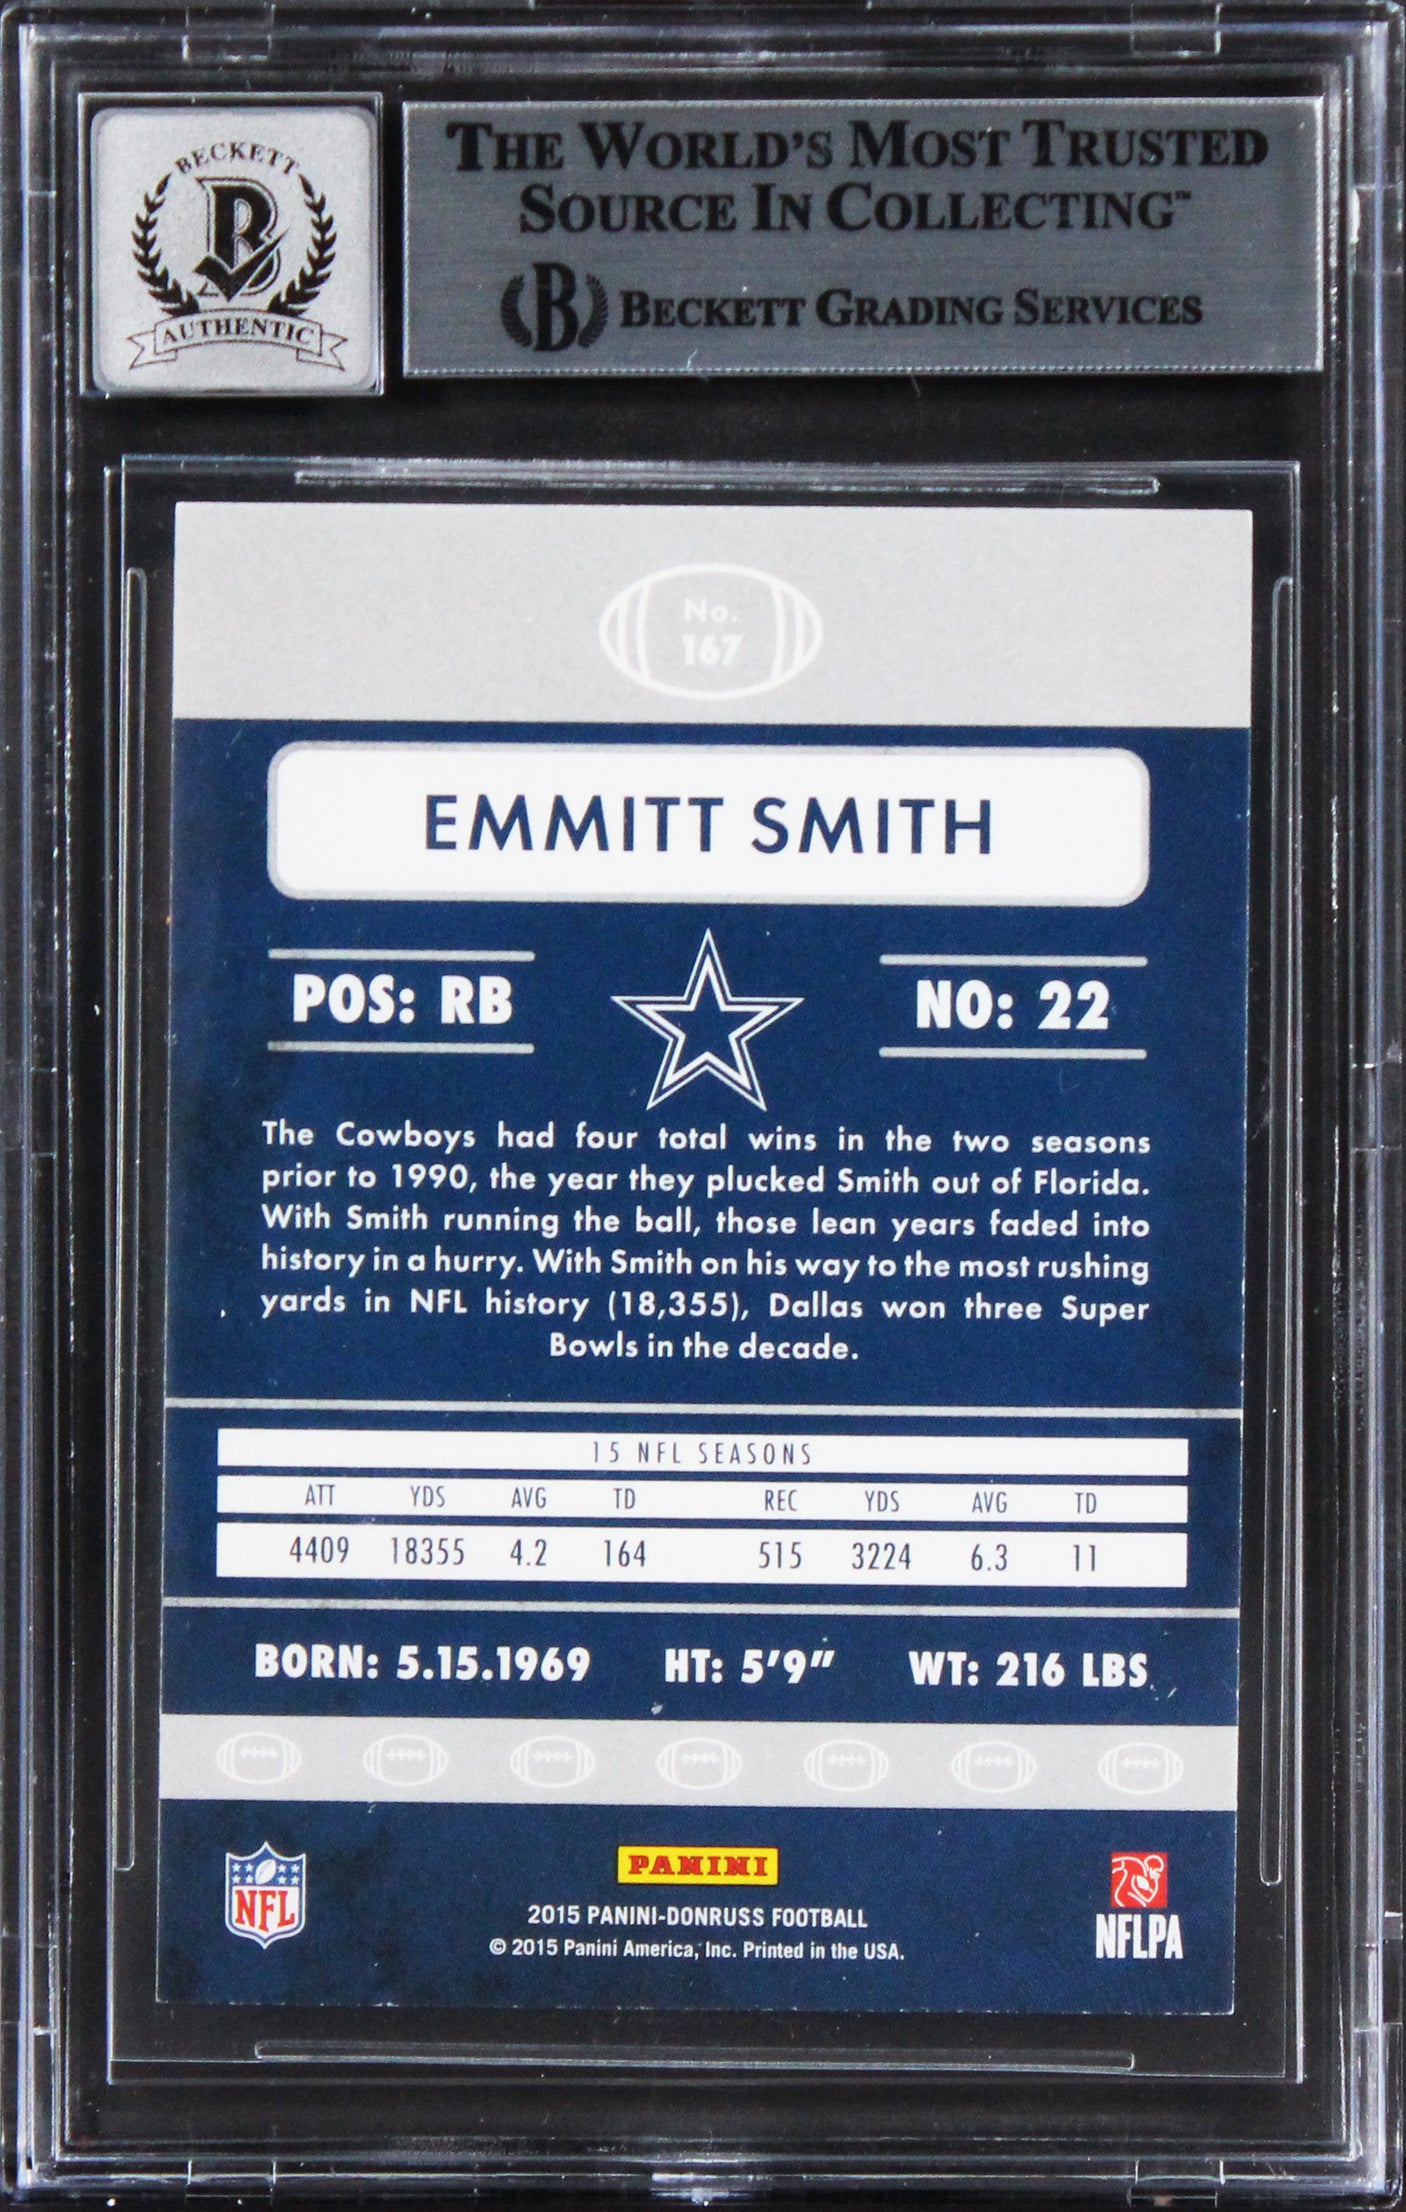 BECKETT
B
AUTHENTIC
THE WORLD'S MOST TRUSTED
SOURCE IN COLLECTING™
B BECKETT GRADING SERVICES
No.
167
EMMITT SMITH
POS: RB
NO: 22
The Cowboys had four total wins in the two seasons
prior to 1990, the year they plucked Smith out of Florida.
With Smith running the ball, those lean years faded into
history in a hurry. With Smith on his way to the most rushing
yards in NFL history (18,355), Dallas won three Super
Bowls in the decade.
15 NFL SEASONS
ATT YDS AVG TD REC YDS AVG TD
4409 18355 4.2 164 515 3224 6.3 11
BORN: 5.15.1969 HT: 5'9" WT: 216 LBS
NFL
PANINI
2015 PANINI-DONRUSS FOOTBALL
© 2015 Panini America, Inc. Printed in the USA.
NFLPA